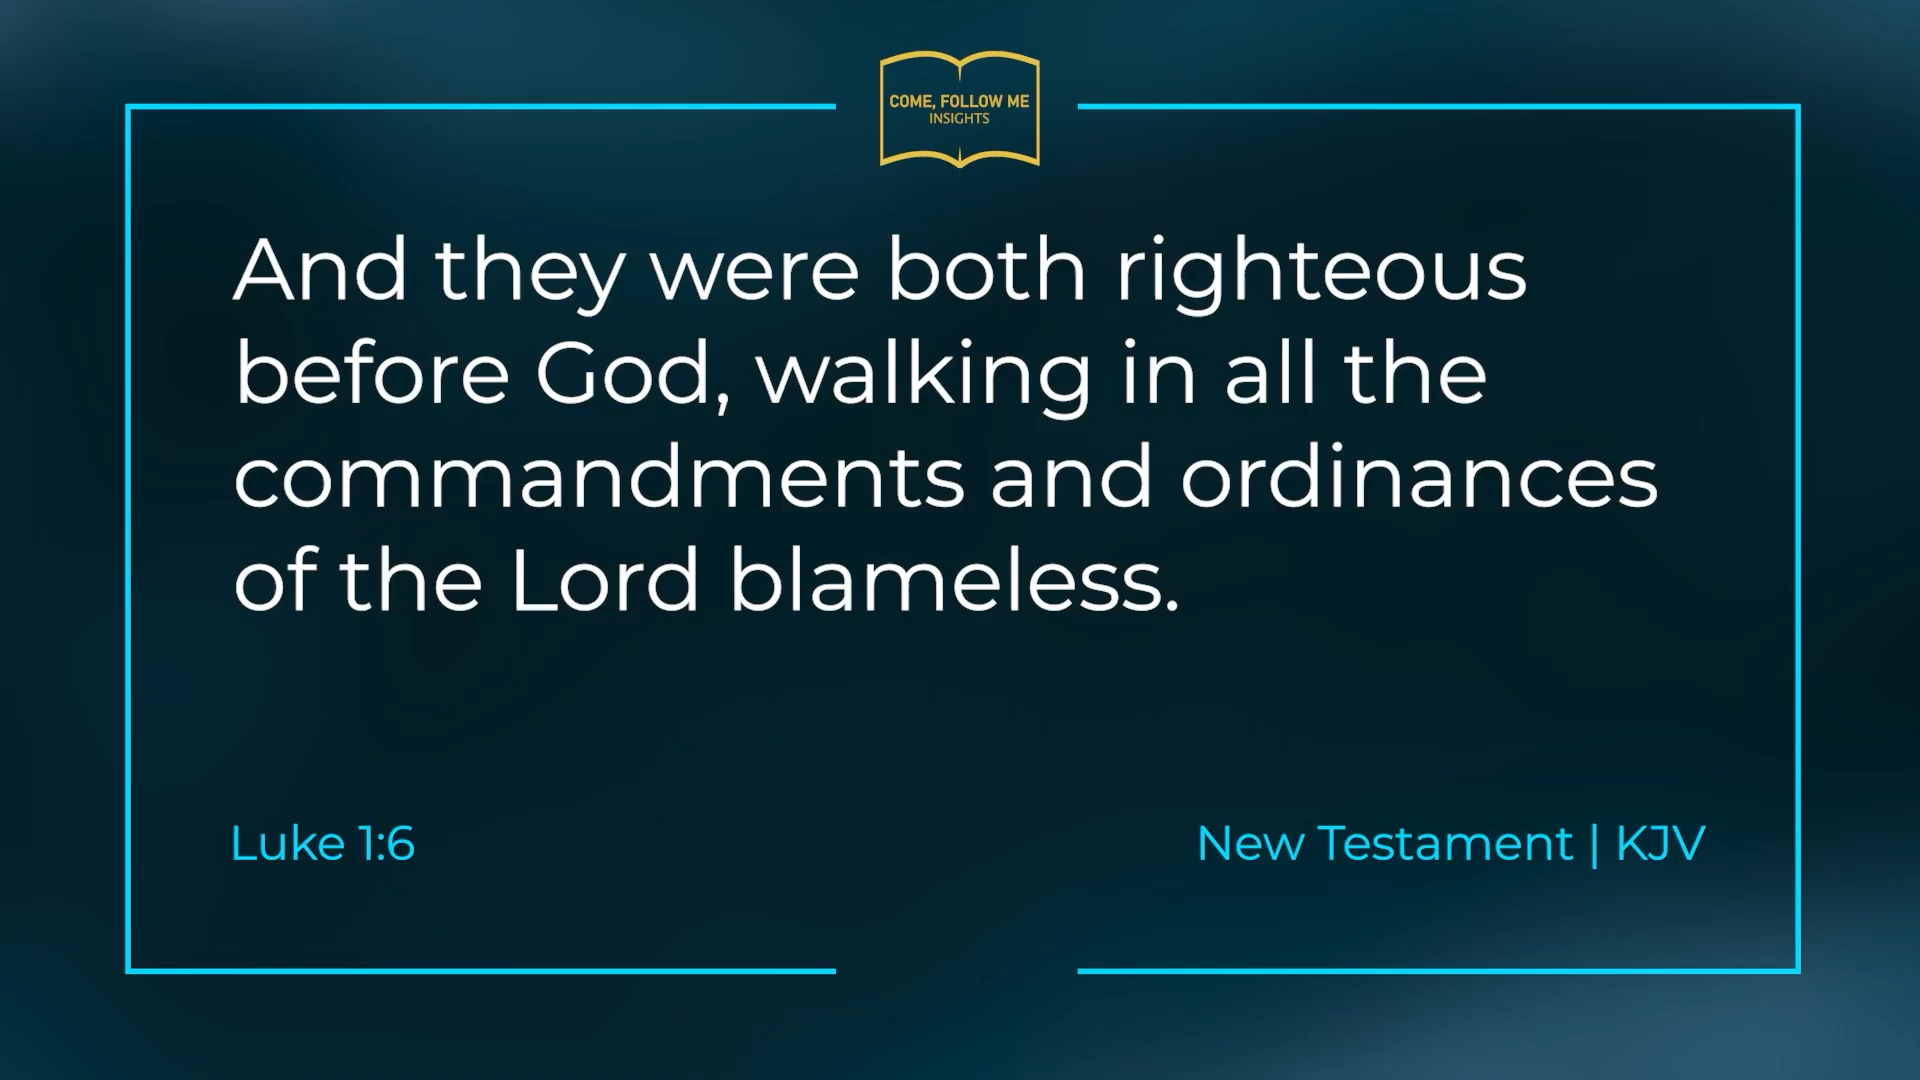 COME, FOLLOW ME
INSIGHTS
And they were both righteous
before God, walking in all the
commandments and ordinances
of the Lord blameless.
Luke 1:6
New Testament | KJV